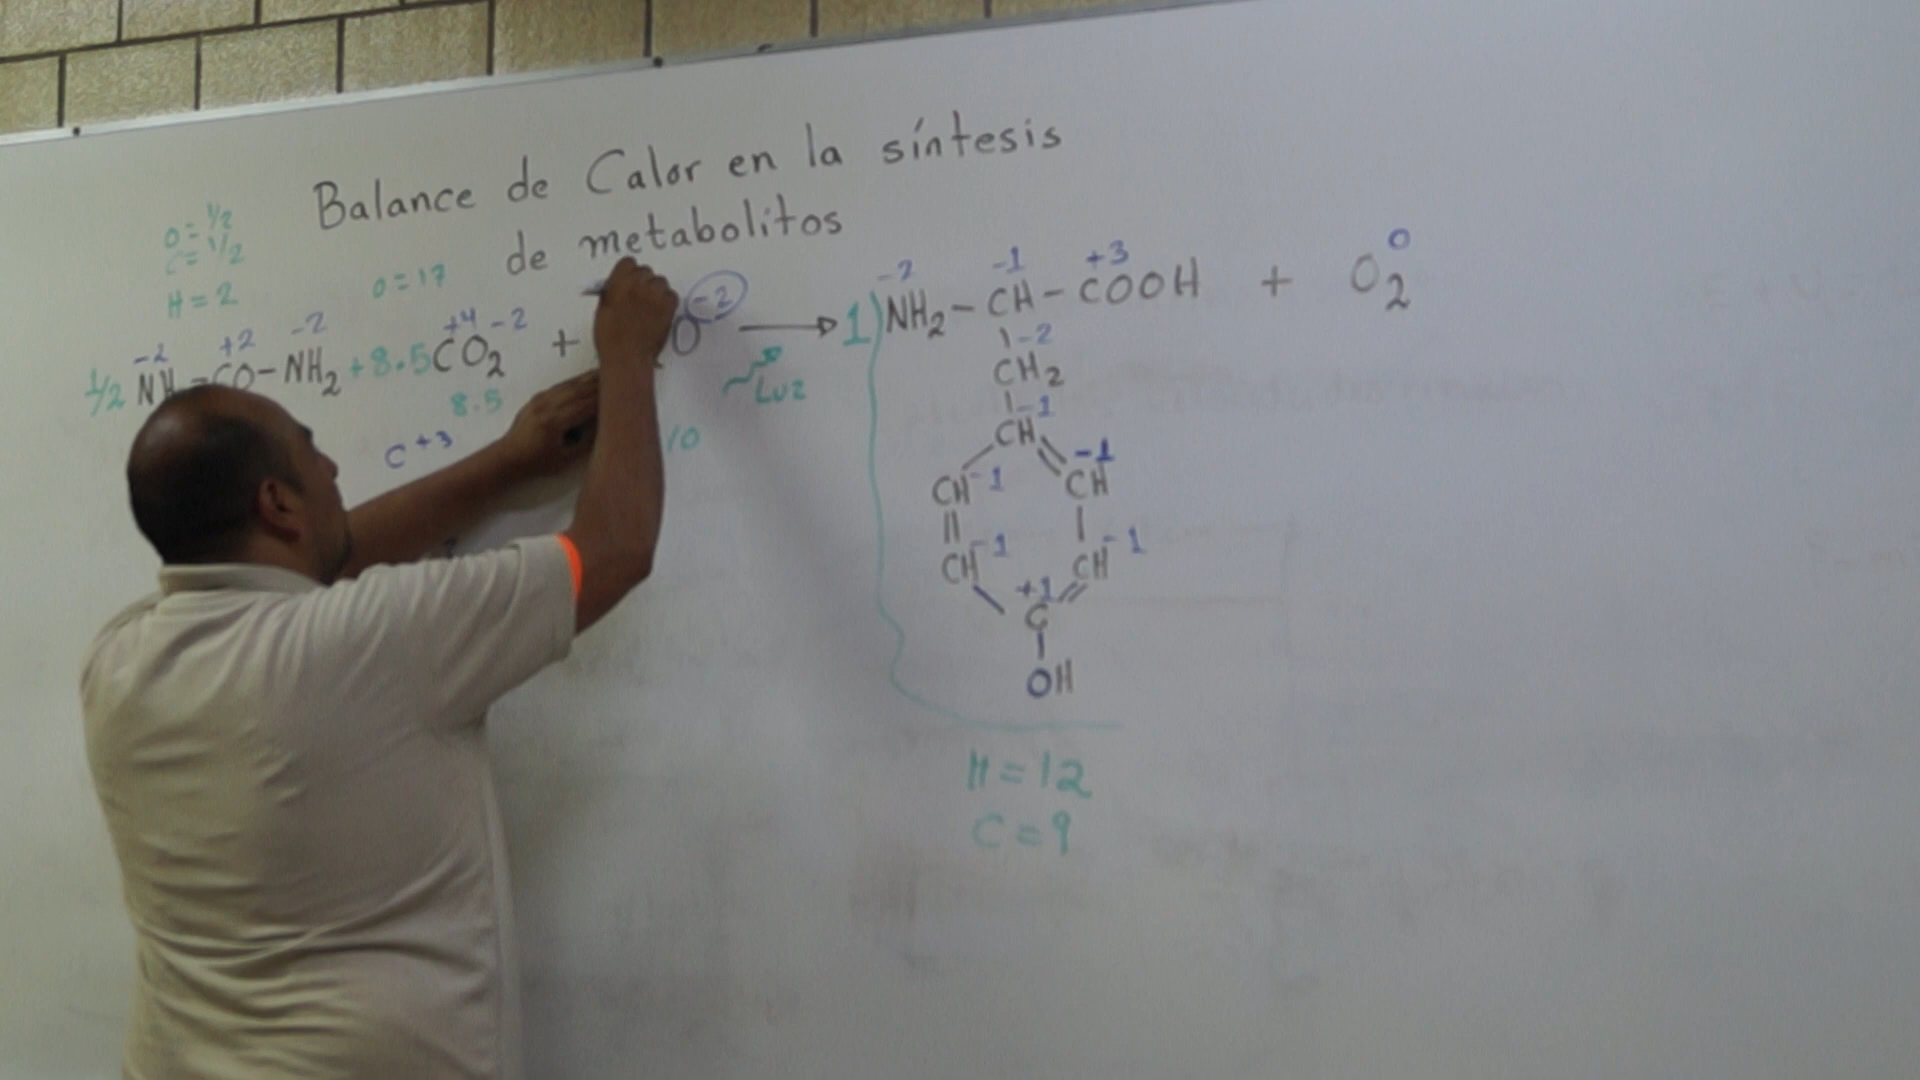 Balance de Calor en la síntesis
de metabolitos
O = 1/2
C = 1/2
H = 2
O = 17
-2 +2 -2 +4 -2 -2
1/2 NH - CO - NH2 + 8.5 CO2 + O → 1) NH2 - CH - COOH + O2
-2 -1 +3 0
8.5
Luz
C+3
10
-2
CH2
-1
CH
CH -1
CH -1
CH -1
CH -1
+1
C
OH
H = 12
C = 9